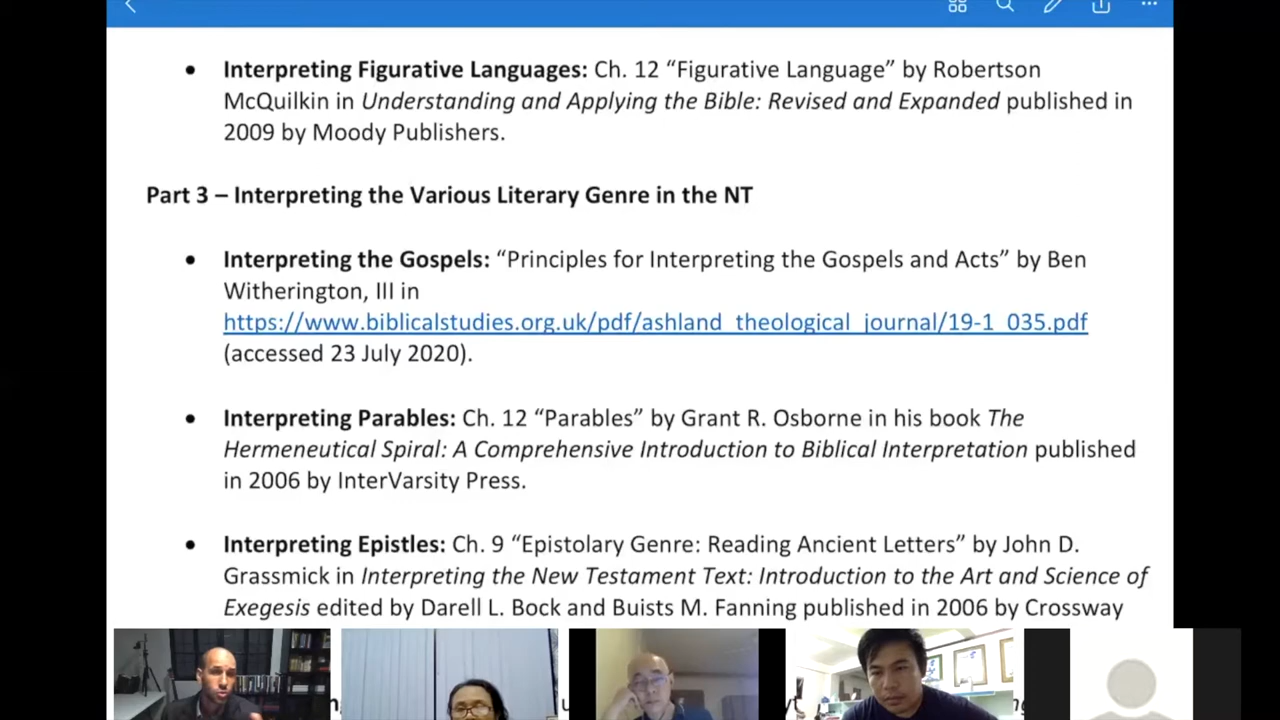 • Interpreting Figurative Languages: Ch. 12 “Figurative Language” by Robertson
McQuilkin in Understanding and Applying the Bible: Revised and Expanded published in
2009 by Moody Publishers.
Part 3 – Interpreting the Various Literary Genre in the NT
• Interpreting the Gospels: “Principles for Interpreting the Gospels and Acts” by Ben
Witherington, III in
https://www.biblicalstudies.org.uk/pdf/ashland_theological_journal/19-1_035.pdf
(accessed 23 July 2020).
• Interpreting Parables: Ch. 12 “Parables” by Grant R. Osborne in his book The
Hermeneutical Spiral: A Comprehensive Introduction to Biblical Interpretation published
in 2006 by InterVarsity Press.
• Interpreting Epistles: Ch. 9 “Epistolary Genre: Reading Ancient Letters” by John D.
Grassmick in Interpreting the New Testament Text: Introduction to the Art and Science of
Exegesis edited by Darell L. Bock and Buists M. Fanning published in 2006 by Crossway